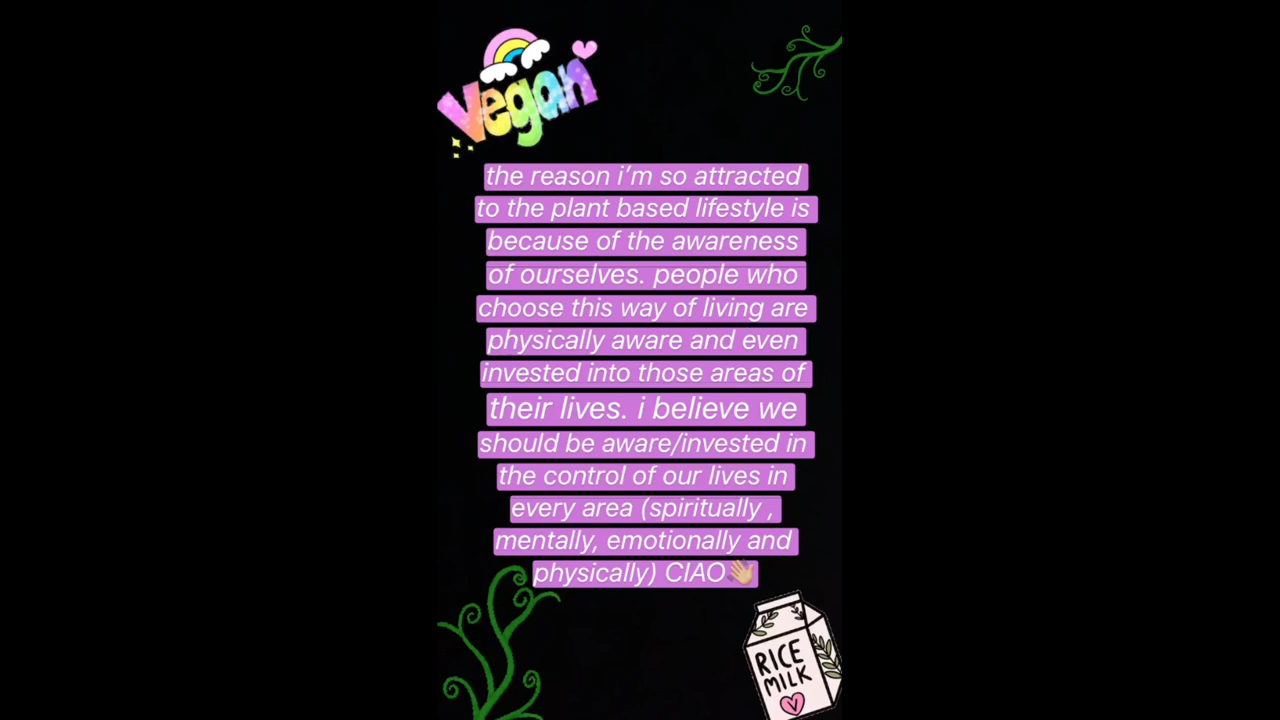 Vegan
the reason i'm so attracted
to the plant based lifestyle is
because of the awareness
of ourselves. people who
choose this way of living are
physically aware and even
invested into those areas of
their lives. i believe we
should be aware/invested in
the control of our lives in
every area (spiritually ,
mentally, emotionally and
physically) CIAO👋🏼
RICE
MILK
V